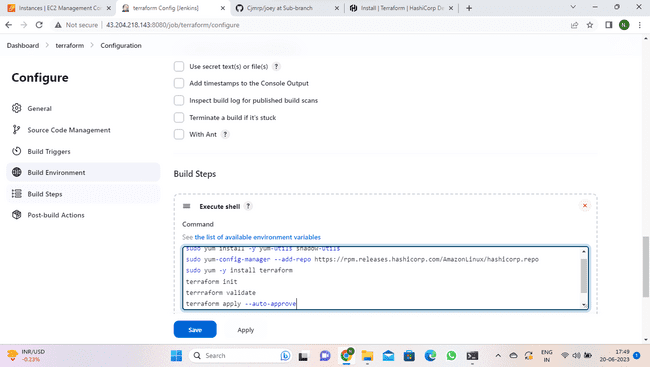 Instances | EC2 Management Co
terraform Config [Jenkins]
Cjmrp/joey at Sub-branch
Install | Terraform | HashiCorp De
Not secure
43.204.218.143:8080/job/terraform/configure
N
Dashboard
terraform
Configuration
Configure
General
Source Code Management
Build Triggers
Build Environment
Build Steps
Post-build Actions
Use secret text(s) or file(s) ?
Add timestamps to the Console Output
Inspect build log for published build scans
Terminate a build if it's stuck
With Ant ?
Build Steps
Execute shell ?
Command
See the list of available environment variables
sudo yum install -y yum-utils shadow-utils
sudo yum-config-manager --add-repo https://rpm.releases.hashicorp.com/AmazonLinux/hashicorp.repo
sudo yum -y install terraform
terraform init
terrraform validate
terraform apply --auto-approve
Save
Apply
INR/USD
-0.23%
Search
ENG
IN
17:49
20-06-2023